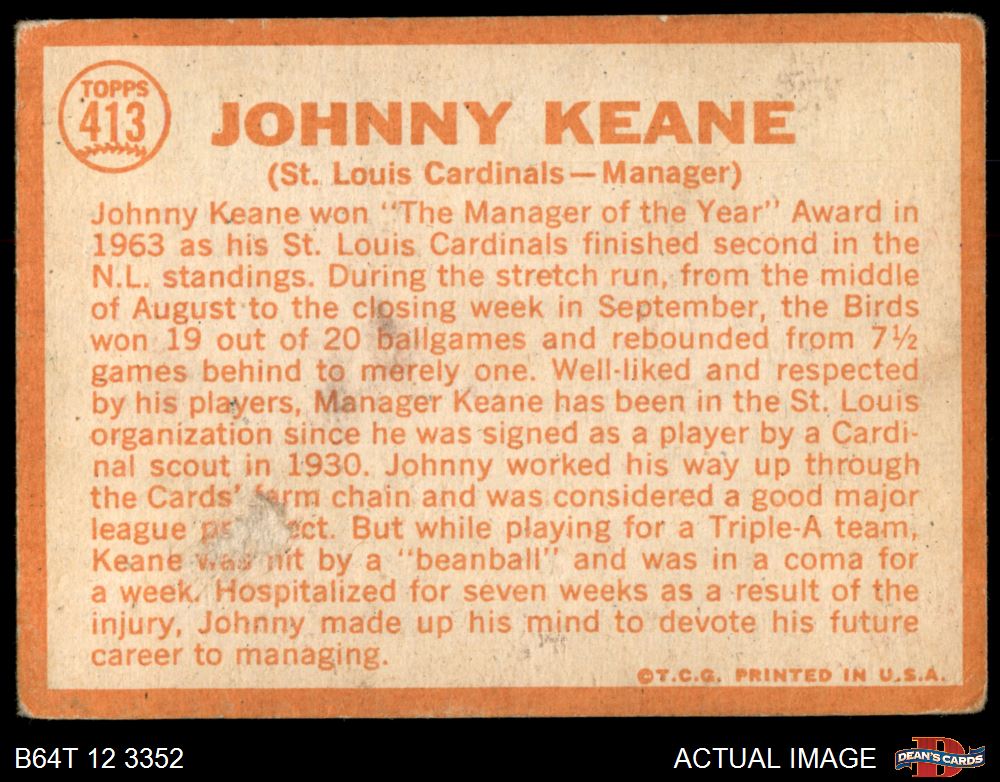 TOPPS
413
JOHNNY KEANE
(St. Louis Cardinals—Manager)
Johnny Keane won "The Manager of the Year" Award in
1963 as his St. Louis Cardinals finished second in the
N.L. standings. During the stretch run, from the middle
of August to the closing week in September, the Birds
won 19 out of 20 ballgames and rebounded from 7½
games behind to merely one. Well-liked and respected
by his players, Manager Keane has been in the St. Louis
organization since he was signed as a player by a Cardi-
nal scout in 1930. Johnny worked his way up through
the Cards' farm chain and was considered a good major
league ct. But while playing for a Triple-A team,
Keane was hit by a "beanball" and was in a coma for
a week. Hospitalized for seven weeks as a result of the
injury, Johnny made up his mind to devote his future
career to managing.
©T.C.G. PRINTED IN U.S.A.
B64T 12 3352
ACTUAL IMAGE
D
DEAN'S CARDS